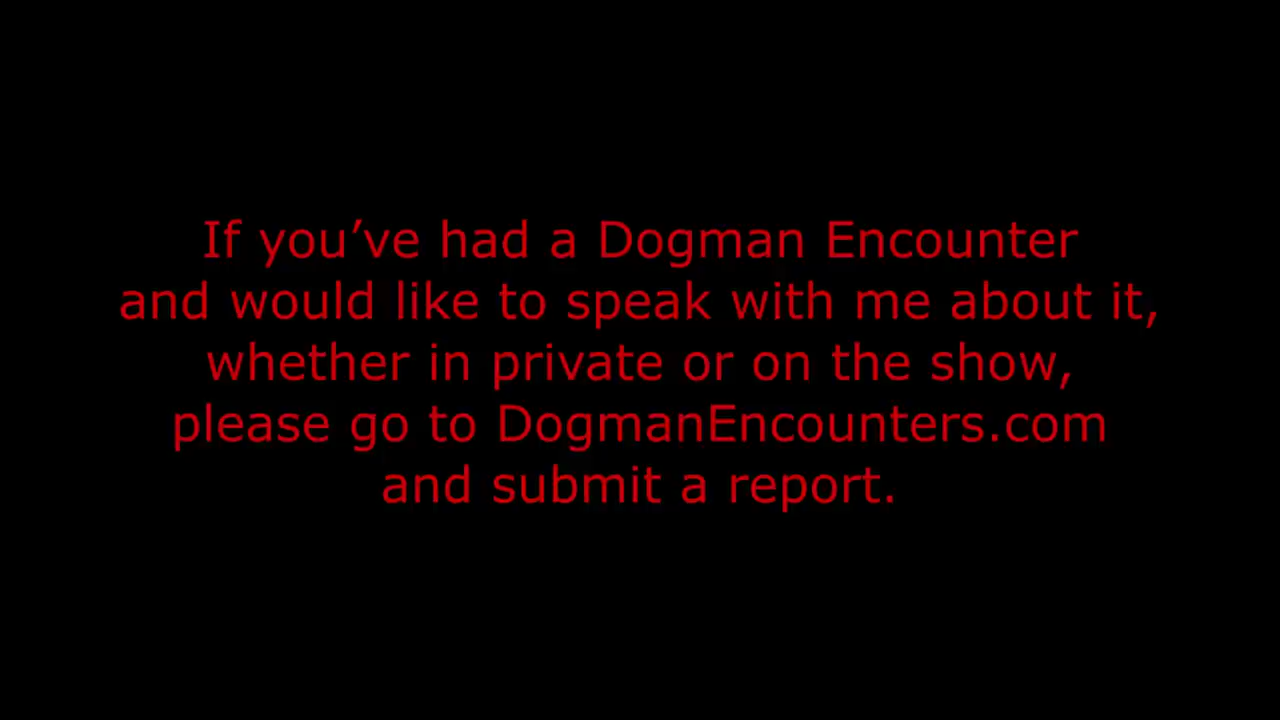 If you’ve had a Dogman Encounter
and would like to speak with me about it,
whether in private or on the show,
please go to DogmanEncounters.com
and submit a report.